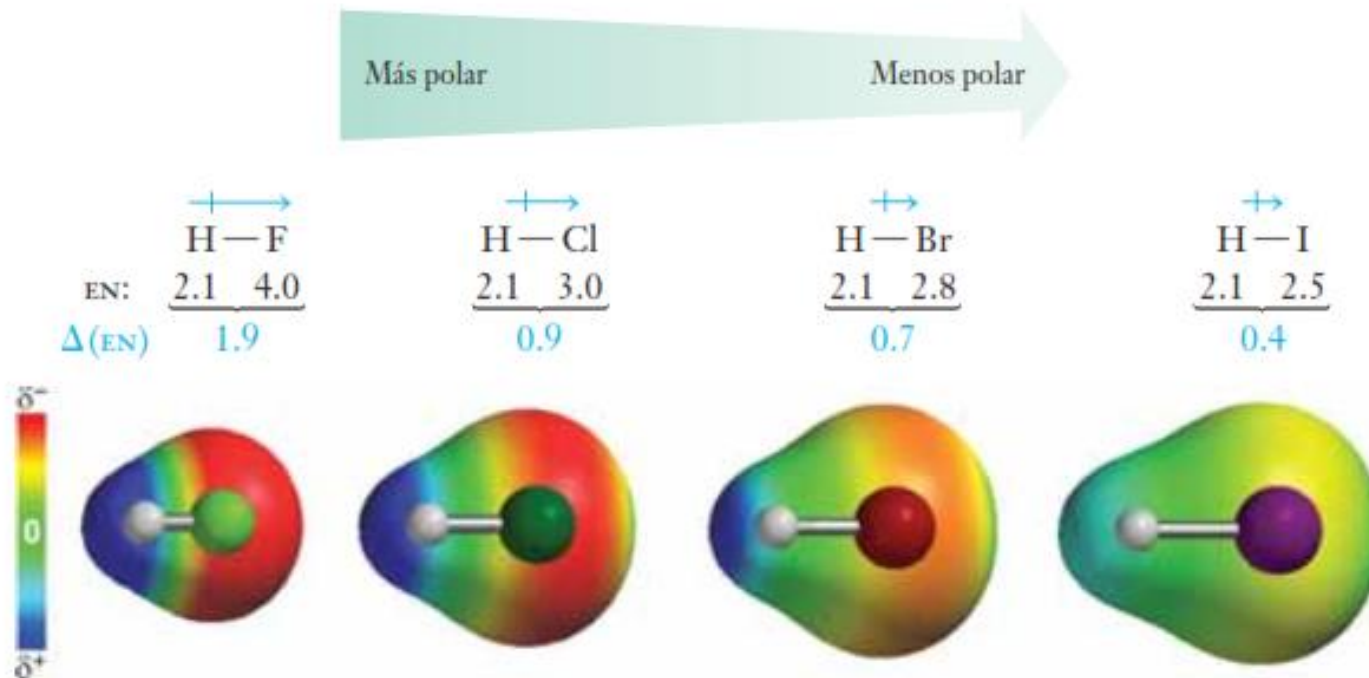 Más polar Menos polar
H—F H—Cl H—Br H—I
EN: 2.1 4.0 2.1 3.0 2.1 2.8 2.1 2.5
Δ(EN) 1.9 0.9 0.7 0.4
δ⁻
0
δ⁺